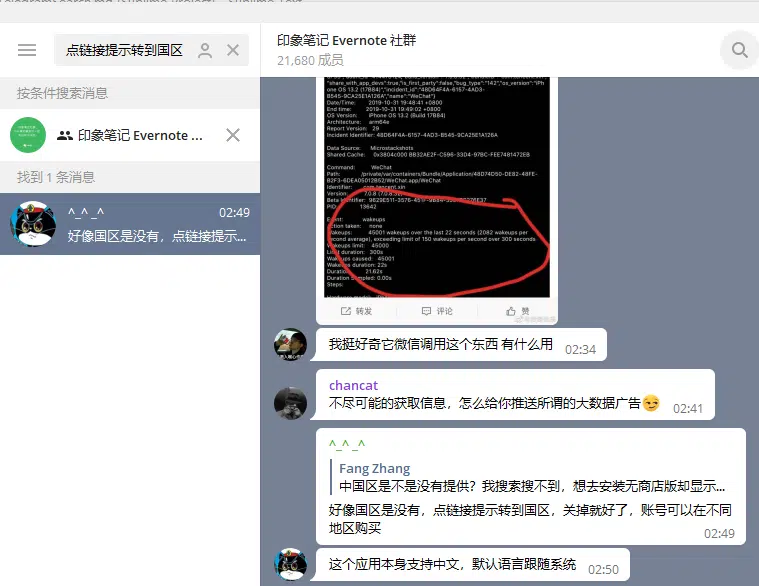 点链接提示转到国区
按条件搜索消息
印象笔记 Evernote ...
找到 1 条消息
^_^ _^
02:49
好像国区是没有，点链接提示...
印象笔记 Evernote 社群
21,680 成员
"share_with_app_devs":true,"is_first_party":false,"bug_type":"142","os_version":"iPh
one OS 13.2 (17B84)","incident_id":"48D64F4A-6157-4AD3-
B545-9CA25E1A126A","name":"WeChat"}
Date/Time: 2019-10-31 19:48:41 +0800
End time: 2019-10-31 19:49:02 +0800
OS Version: iPhone OS 13.2 (Build 17B84)
Architecture: arm64e
Report Version: 29
Incident Identifier: 48D64F4A-6157-4AD3-B545-9CA25E1A126A
Data Source: Microstackshots
Shared Cache: 0x3804c000 BB32AE2F-C596-33D4-97BC-FEE7481472EB
Command: WeChat
Path: /private/var/containers/Bundle/Application/48D74D50-DE82-48FE-
B2F3-6DEA05012B52/WeChat.app/WeChat
Identifier: com.tencent.xin
Version:
PID: 13642
Event: wakeups
Action taken: none
Wakeups: 45001 wakeups over the last 22 seconds (2082 wakeups per
second average), exceeding limit of 150 wakeups per second over 300 seconds
Wakeups limit: 45000
Limit duration: 300s
Wakeups caused: 45001
Wakeups duration: 22s
Duration: 21.62s
Duration Sampled: 0.00s
Steps:
转发 评论 赞
我挺好奇它微信调用这个东西 有什么用
02:34
chancat
不尽可能的获取信息，怎么给你推送所谓的大数据广告😏
02:41
^_^ _^
Fang Zhang
中国区是不是没有提供？我搜索搜不到，想去安装无商店版却显示...
好像国区是没有，点链接提示转到国区，关掉就好了，账号可以在不同
地区购买
02:49
这个应用本身支持中文，默认语言跟随系统
02:50